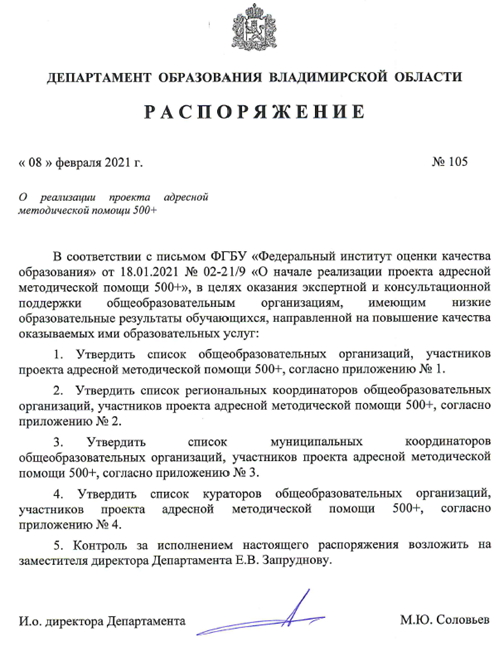 ДЕПАРТАМЕНТ ОБРАЗОВАНИЯ ВЛАДИМИРСКОЙ ОБЛАСТИ
РАСПОРЯЖЕНИЕ
« 08 » февраля 2021 г. № 105
О реализации проекта адресной
методической помощи 500+
В соответствии с письмом ФГБУ «Федеральный институт оценки качества
образования» от 18.01.2021 № 02-21/9 «О начале реализации проекта адресной
методической помощи 500+», в целях оказания экспертной и консультационной
поддержки общеобразовательным организациям, имеющим низкие
образовательные результаты обучающихся, направленной на повышение качества
оказываемых ими образовательных услуг:
1. Утвердить список общеобразовательных организаций, участников
проекта адресной методической помощи 500+, согласно приложению № 1.
2. Утвердить список региональных координаторов общеобразовательных
организаций, участников проекта адресной методической помощи 500+, согласно
приложению № 2.
3. Утвердить список муниципальных координаторов
общеобразовательных организаций, участников проекта адресной методической
помощи 500+, согласно приложению № 3.
4. Утвердить список кураторов общеобразовательных организаций,
участников проекта адресной методической помощи 500+, согласно
приложению № 4.
5. Контроль за исполнением настоящего распоряжения возложить на
заместителя директора Департамента Е.В. Запруднову.
И.о. директора Департамента М.Ю. Соловьев